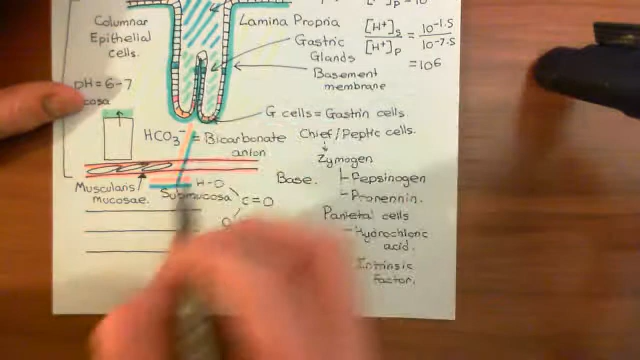 Columnar
Epithelial
cells.
pH = 6-7
HCO3⁻ = Bicarbonate
anion
Muscularis
Mucosae.
Submucosa
H-O
C=O
O
Lamina Propria
Gastric
Glands
Basement
membrane
G cells = Gastrin cells
Chief/Peptic cells.
Zymogen
Base.
Pepsinogen
Prorennin.
Parietal cells
Hydrochloric
acid.
Intrinsic
Factor.
[H+]s
[H+]p
= 10^-1.5
10^-7.5
= 10^6